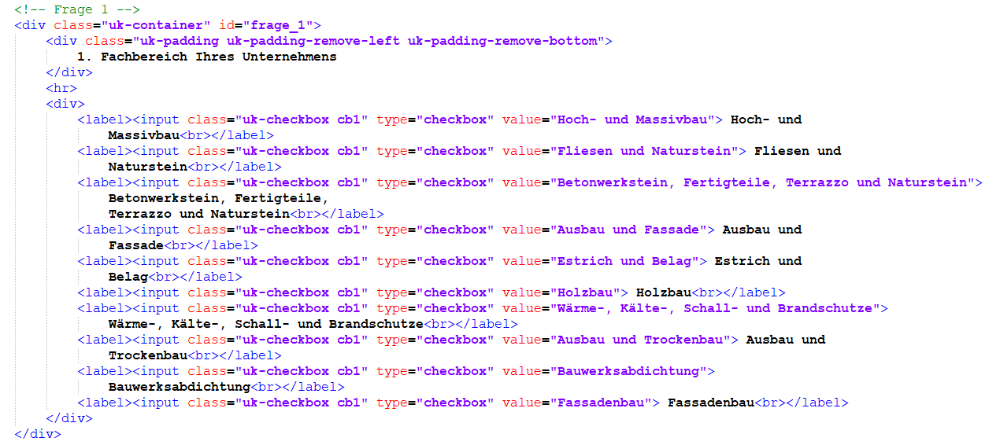 <!-- Frage 1 -->
<div class="uk-container" id="frage_1">
<div class="uk-padding uk-padding-remove-left uk-padding-remove-bottom">
1. Fachbereich Ihres Unternehmens
</div>
<hr>
<div>
<label><input class="uk-checkbox cb1" type="checkbox" value="Hoch- und Massivbau"> Hoch- und
Massivbau<br></label>
<label><input class="uk-checkbox cb1" type="checkbox" value="Fliesen und Naturstein"> Fliesen und
Naturstein<br></label>
<label><input class="uk-checkbox cb1" type="checkbox" value="Betonwerkstein, Fertigteile, Terrazzo und Naturstein">
Betonwerkstein, Fertigteile,
Terrazzo und Naturstein<br></label>
<label><input class="uk-checkbox cb1" type="checkbox" value="Ausbau und Fassade"> Ausbau und
Fassade<br></label>
<label><input class="uk-checkbox cb1" type="checkbox" value="Estrich und Belag"> Estrich und
Belag<br></label>
<label><input class="uk-checkbox cb1" type="checkbox" value="Holzbau"> Holzbau<br></label>
<label><input class="uk-checkbox cb1" type="checkbox" value="Wärme-, Kälte-, Schall- und Brandschutze">
Wärme-, Kälte-, Schall- und Brandschutze<br></label>
<label><input class="uk-checkbox cb1" type="checkbox" value="Ausbau und Trockenbau"> Ausbau und
Trockenbau<br></label>
<label><input class="uk-checkbox cb1" type="checkbox" value="Bauwerksabdichtung">
Bauwerksabdichtung<br></label>
<label><input class="uk-checkbox cb1" type="checkbox" value="Fassadenbau"> Fassadenbau<br></label>
</div>
</div>